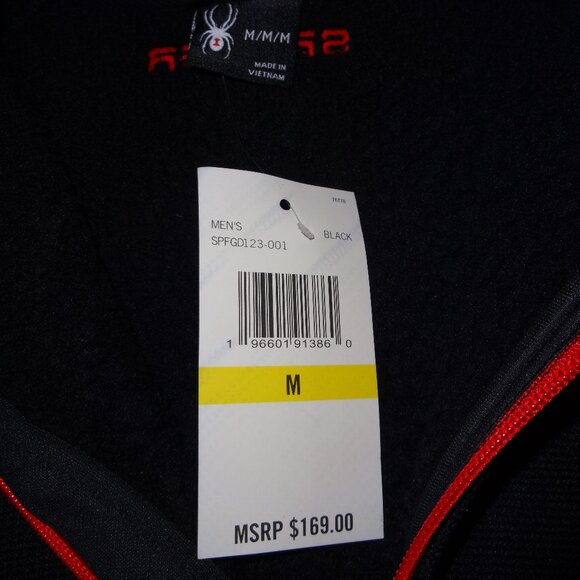 M/M/M
MADE IN
VIETNAM
MEN'S
SPFGD123-001
BLACK
1 96601 91386 0
M
MSRP $169.00